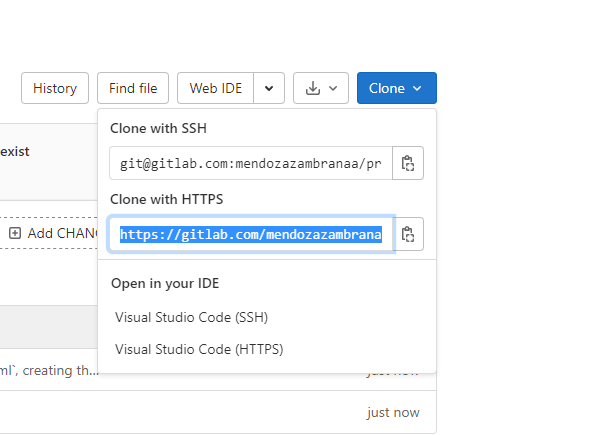 History Find file Web IDE Clone
Clone with SSH
exist
git@gitlab.com:mendozazambranaa/pr
Clone with HTTPS
Add CHANG
https://gitlab.com/mendozazambrana
Open in your IDE
Visual Studio Code (SSH)
Visual Studio Code (HTTPS)
ml`, creating th...
just now
just now